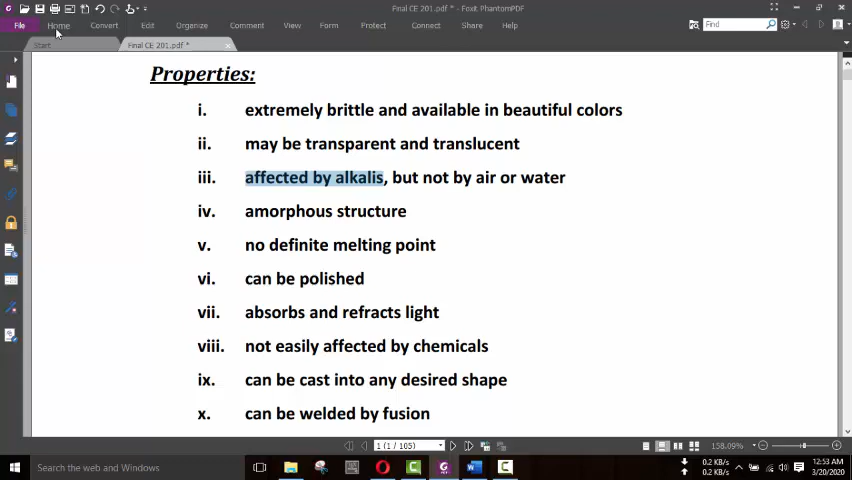 Final CE 201.pdf * - Foxit PhantomPDF
File Home Convert Edit Organize Comment View Form Protect Connect Share Help Find
Start Final CE 201.pdf *
Properties:
i. extremely brittle and available in beautiful colors
ii. may be transparent and translucent
iii. affected by alkalis, but not by air or water
iv. amorphous structure
v. no definite melting point
vi. can be polished
vii. absorbs and refracts light
viii. not easily affected by chemicals
ix. can be cast into any desired shape
x. can be welded by fusion
1 (1 / 105) 158.09%
Search the web and Windows
0.2 KB/s 12:53 AM
0.2 KB/s 3/20/2020